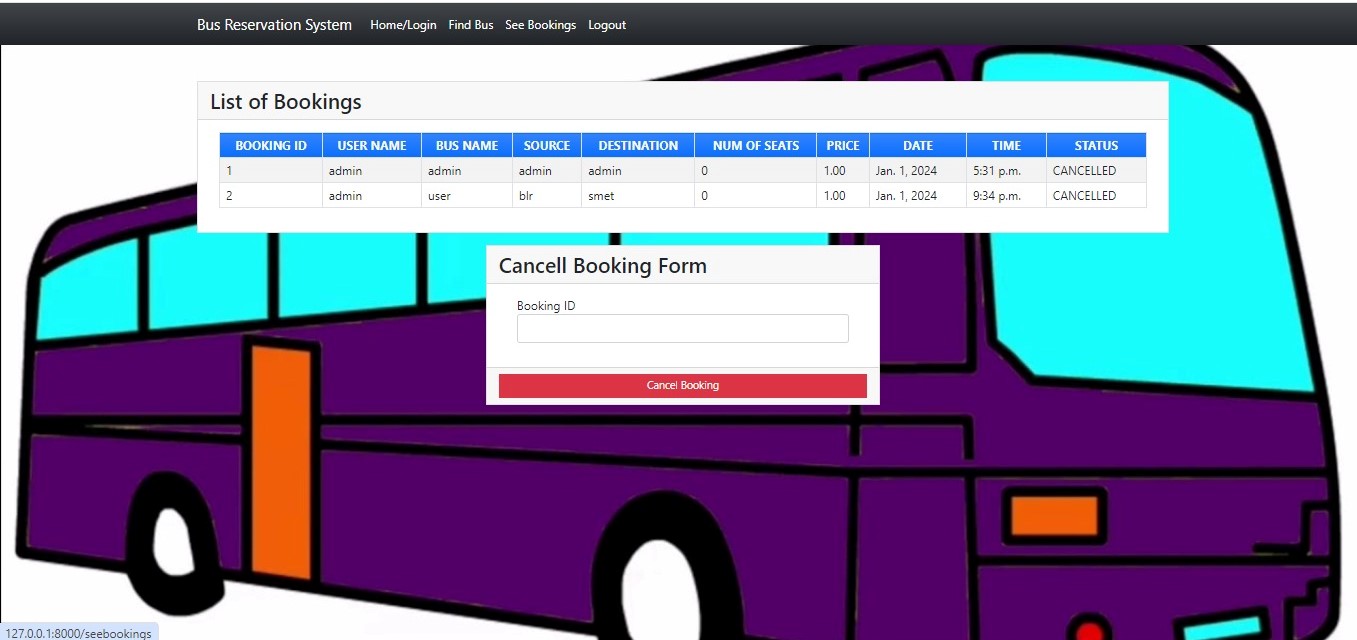 Bus Reservation System Home/Login Find Bus See Bookings Logout
List of Bookings
BOOKING ID USER NAME BUS NAME SOURCE DESTINATION NUM OF SEATS PRICE DATE TIME STATUS
1 admin admin admin admin 0 1.00 Jan. 1, 2024 5:31 p.m. CANCELLED
2 admin user blr smet 0 1.00 Jan. 1, 2024 9:34 p.m. CANCELLED
Cancell Booking Form
Booking ID
Cancel Booking
127.0.0.1:8000/seebookings